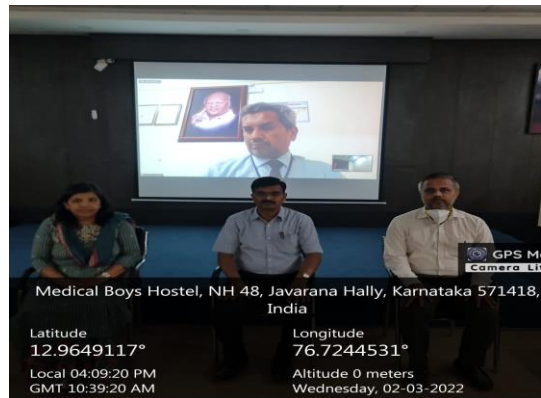 GPS M
Camera Lit
Medical Boys Hostel, NH 48, Javarana Hally, Karnataka 571418,
India
Latitude
12.9649117°
Longitude
76.7244531°
Local 04:09:20 PM
GMT 10:39:20 AM
Altitude 0 meters
Wednesday, 02-03-2022